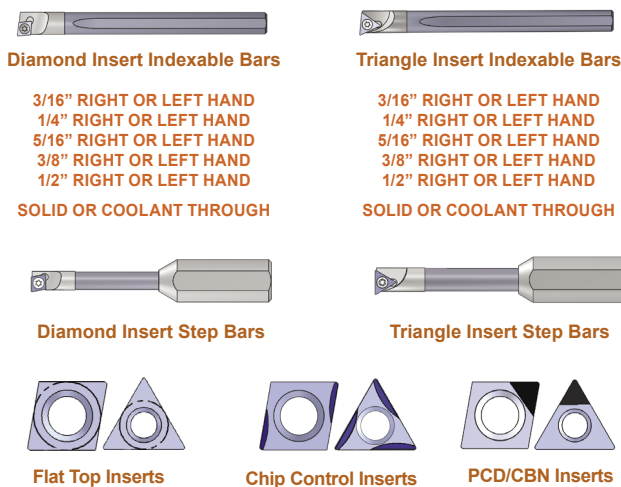 Diamond Insert Indexable Bars
3/16” RIGHT OR LEFT HAND
1/4” RIGHT OR LEFT HAND
5/16” RIGHT OR LEFT HAND
3/8” RIGHT OR LEFT HAND
1/2” RIGHT OR LEFT HAND
SOLID OR COOLANT THROUGH
Triangle Insert Indexable Bars
3/16” RIGHT OR LEFT HAND
1/4” RIGHT OR LEFT HAND
5/16” RIGHT OR LEFT HAND
3/8” RIGHT OR LEFT HAND
1/2” RIGHT OR LEFT HAND
SOLID OR COOLANT THROUGH
Diamond Insert Step Bars
Triangle Insert Step Bars
Flat Top Inserts
Chip Control Inserts
PCD/CBN Inserts